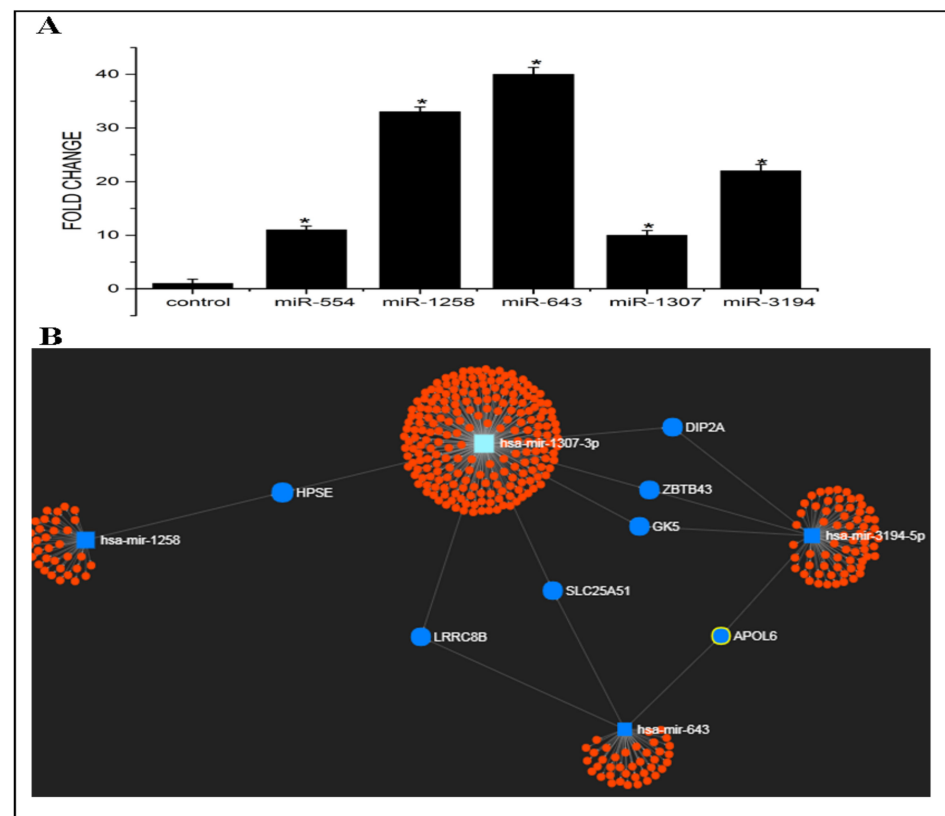 A
FOLD CHANGE
40
30
20
10
0
control miR-554 miR-1258 miR-643 miR-1307 miR-3194
* * * * *
B
DIP2A
hsa-mir-1307-3p
HPSE
ZBTB43
GK5
hsa-mir-1258
hsa-mir-3194-5p
SLC25A51
LRRC8B
APOL6
hsa-mir-643